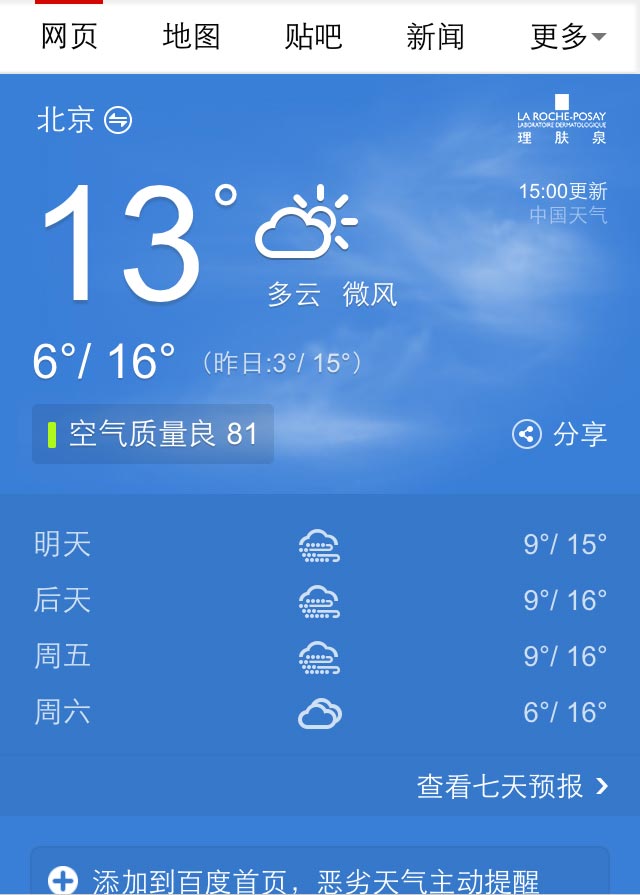 网页 地图 贴吧 新闻 更多
北京
LA ROCHE-POSAY
LABORATOIRE DERMATOLOGIQUE
理 肤 泉
13°
15:00更新
中国天气
多云 微风
6°/ 16° （昨日:3°/ 15°）
空气质量良 81
分享
明天 9°/ 15°
后天 9°/ 16°
周五 9°/ 16°
周六 6°/ 16°
查看七天预报
添加到百度首页，恶劣天气主动提醒